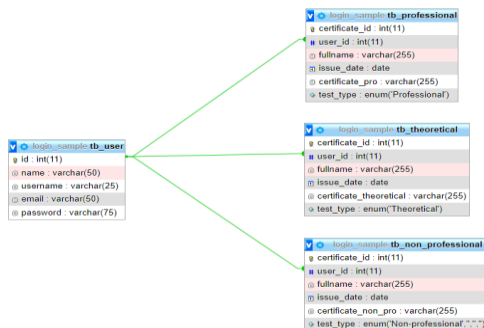 login_sample tb_professional
certificate_id : int(11)
user_id : int(11)
fullname : varchar(255)
issue_date : date
certificate_pro : varchar(255)
test_type : enum('Professional')
login_sample tb_user
id : int(11)
name : varchar(50)
username : varchar(25)
email : varchar(50)
password : varchar(75)
login_sample tb_theoretical
certificate_id : int(11)
user_id : int(11)
fullname : varchar(255)
issue_date : date
certificate_theoretical : varchar(255)
test_type : enum('Theoretical')
login_sample tb_non_professional
certificate_id : int(11)
user_id : int(11)
fullname : varchar(255)
issue_date : date
certificate_non_pro : varchar(255)
test_type : enum('Non-professional'